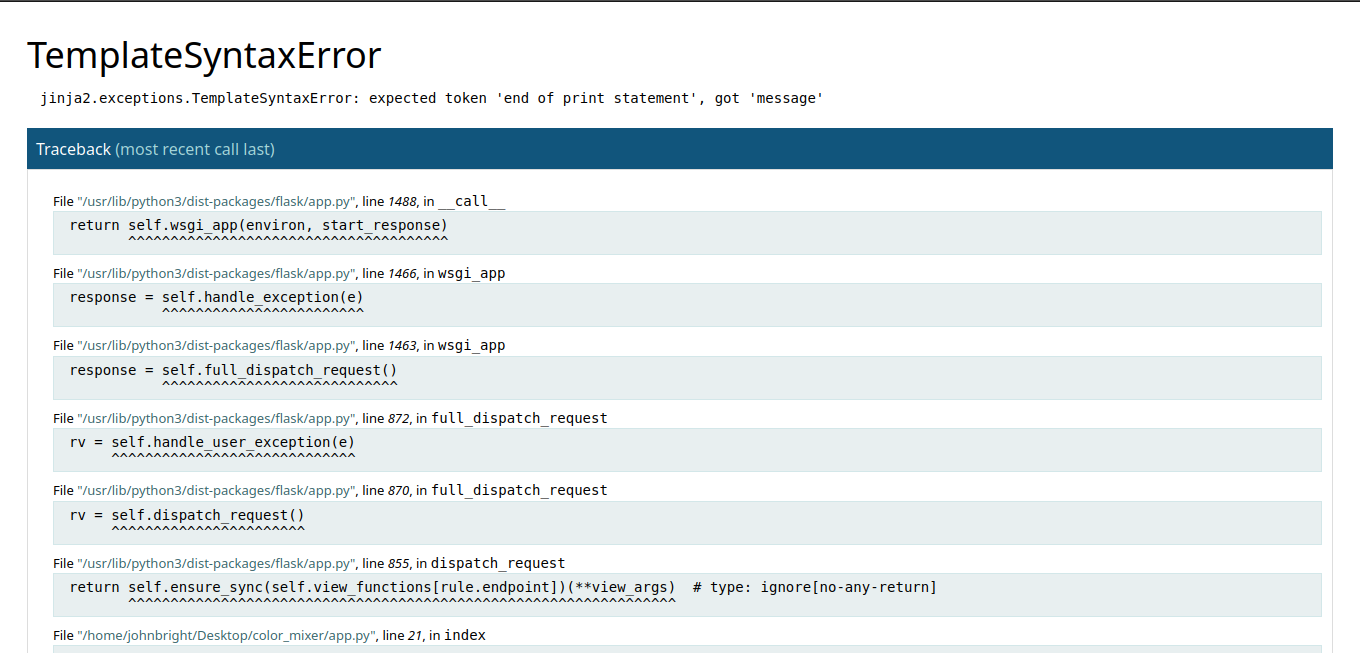 TemplateSyntaxError
jinja2.exceptions.TemplateSyntaxError: expected token 'end of print statement', got 'message'
Traceback (most recent call last)
File "/usr/lib/python3/dist-packages/flask/app.py", line 1488, in __call__
return self.wsgi_app(environ, start_response)
^^^^^^^^^^^^^^^^^^^^^^^^^^^^^^^^^^^^^^
File "/usr/lib/python3/dist-packages/flask/app.py", line 1466, in wsgi_app
response = self.handle_exception(e)
^^^^^^^^^^^^^^^^^^^^^^^^
File "/usr/lib/python3/dist-packages/flask/app.py", line 1463, in wsgi_app
response = self.full_dispatch_request()
^^^^^^^^^^^^^^^^^^^^^^^^^^^^
File "/usr/lib/python3/dist-packages/flask/app.py", line 872, in full_dispatch_request
rv = self.handle_user_exception(e)
^^^^^^^^^^^^^^^^^^^^^^^^^^^^^
File "/usr/lib/python3/dist-packages/flask/app.py", line 870, in full_dispatch_request
rv = self.dispatch_request()
^^^^^^^^^^^^^^^^^^^^^^^
File "/usr/lib/python3/dist-packages/flask/app.py", line 855, in dispatch_request
return self.ensure_sync(self.view_functions[rule.endpoint])(**view_args)  # type: ignore[no-any-return]
^^^^^^^^^^^^^^^^^^^^^^^^^^^^^^^^^^^^^^^^^^^^^^^^^^^^^^^^^^^^^^^^^
File "/home/johnbright/Desktop/color_mixer/app.py", line 21, in index